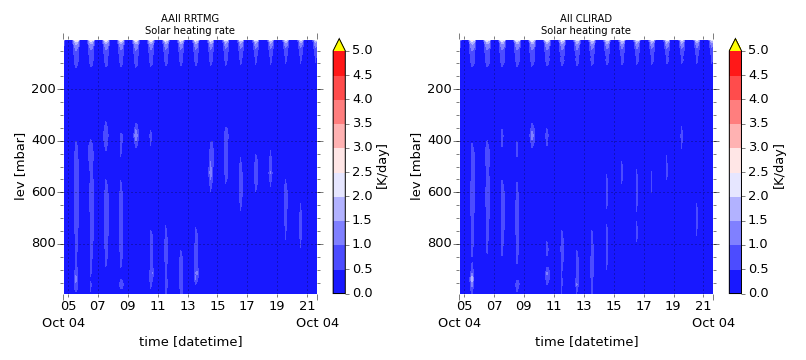 AAll RRTMG
Solar heating rate
200
400
600
800
lev [mbar]
05 07 09 11 13 15 17 19 21
Oct 04 Oct 04
time [datetime]
5.0
4.5
4.0
3.5
3.0
2.5
2.0
1.5
1.0
0.5
0.0
[K/day]
All CLIRAD
Solar heating rate
200
400
600
800
lev [mbar]
05 07 09 11 13 15 17 19 21
Oct 04 Oct 04
time [datetime]
5.0
4.5
4.0
3.5
3.0
2.5
2.0
1.5
1.0
0.5
0.0
[K/day]